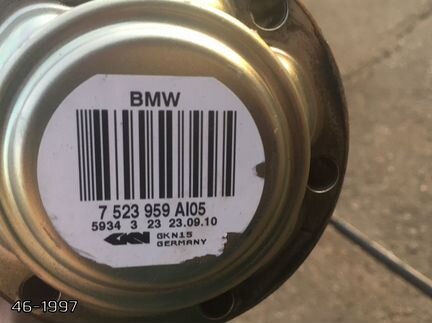 BMW
7 523 959 AI05
5934 3 23 23.09.10
GKN GKN15
GERMANY
46-1997